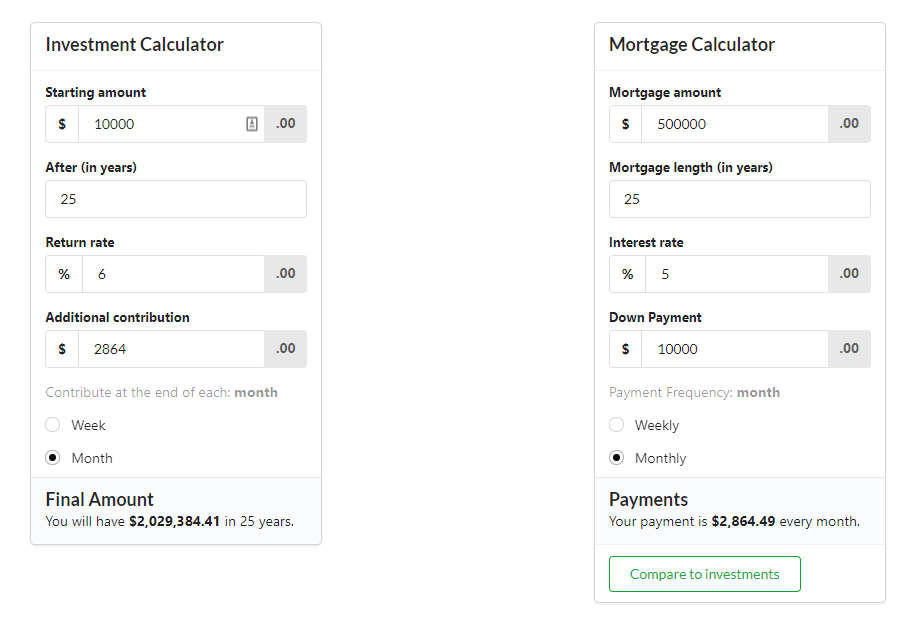 Investment Calculator
Starting amount
$ 10000 .00
After (in years)
25
Return rate
% 6 .00
Additional contribution
$ 2864 .00
Contribute at the end of each: month
Week
Month
Final Amount
You will have $2,029,384.41 in 25 years.
Mortgage Calculator
Mortgage amount
$ 500000 .00
Mortgage length (in years)
25
Interest rate
% 5 .00
Down Payment
$ 10000 .00
Payment Frequency: month
Weekly
Monthly
Payments
Your payment is $2,864.49 every month.
Compare to investments